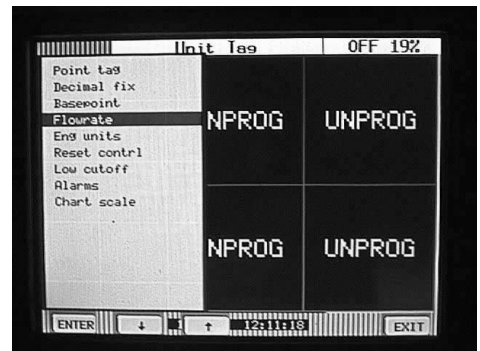 Unit Tag OFF 19%
Point tag
Decimal fix
Basepoint
Flowrate
Eng units
Reset contrl
Low cutoff
Alarms
Chart scale
NPROG UNPROG
NPROG UNPROG
ENTER ↓ 1 ↑ 12:11:18 EXIT